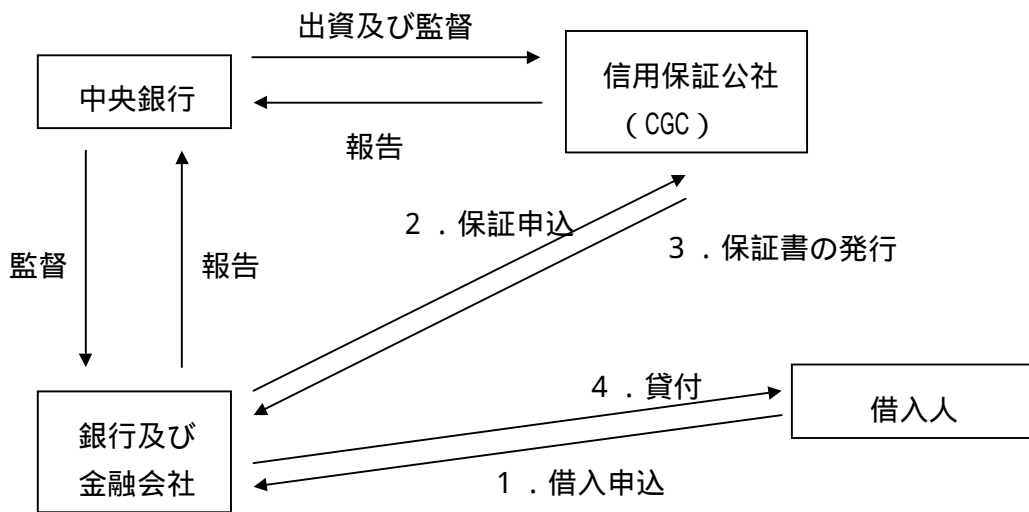 出資及び監督
中央銀行
信用保証公社
(CGC)
報告
2.保証申込
3.保証書の発行
監督
報告
4.貸付
借入人
銀行及び
金融会社
1.借入申込